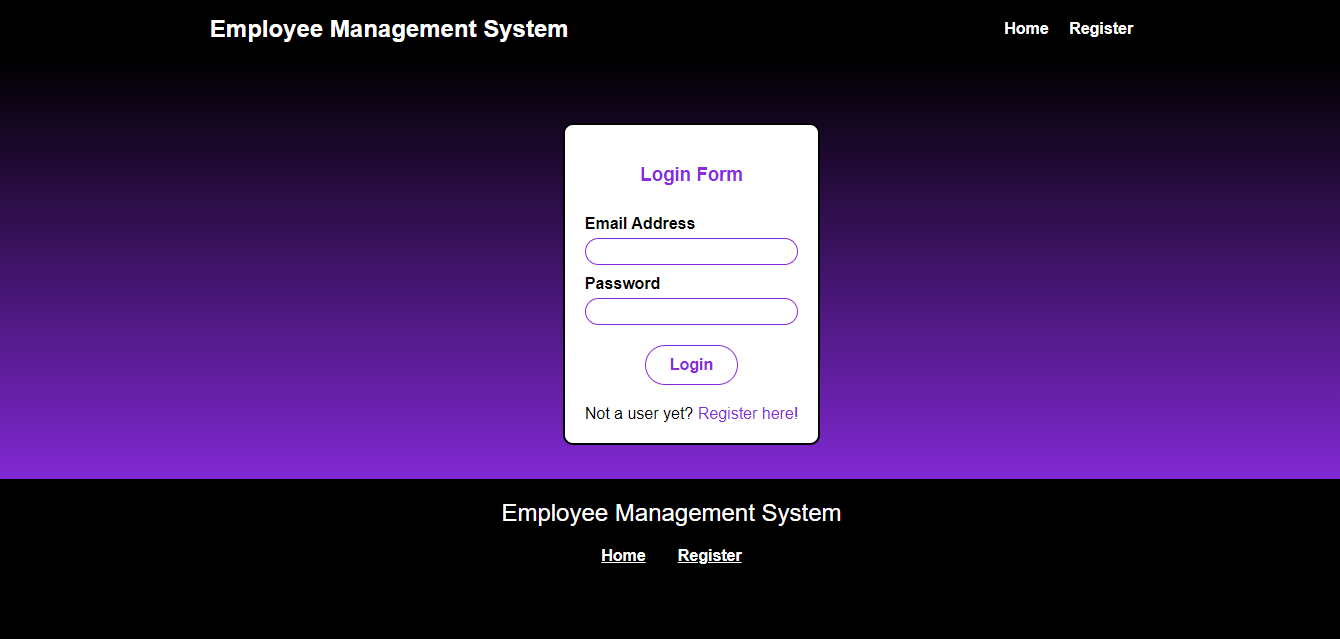 Employee Management System
Home Register
Login Form
Email Address
Password
Login
Not a user yet? Register here!
Employee Management System
Home Register